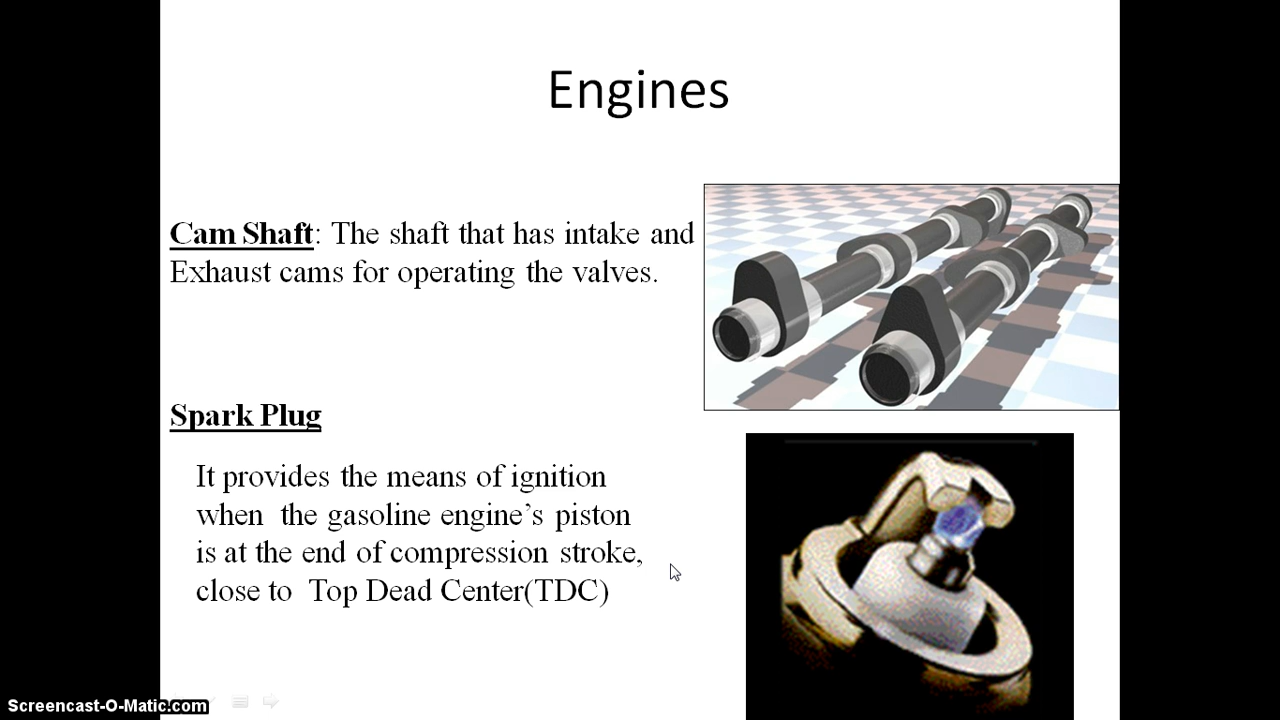 Engines
Cam Shaft: The shaft that has intake and
Exhaust cams for operating the valves.
Spark Plug
It provides the means of ignition
when the gasoline engine’s piston
is at the end of compression stroke,
close to Top Dead Center(TDC)
Screencast-O-Matic.com